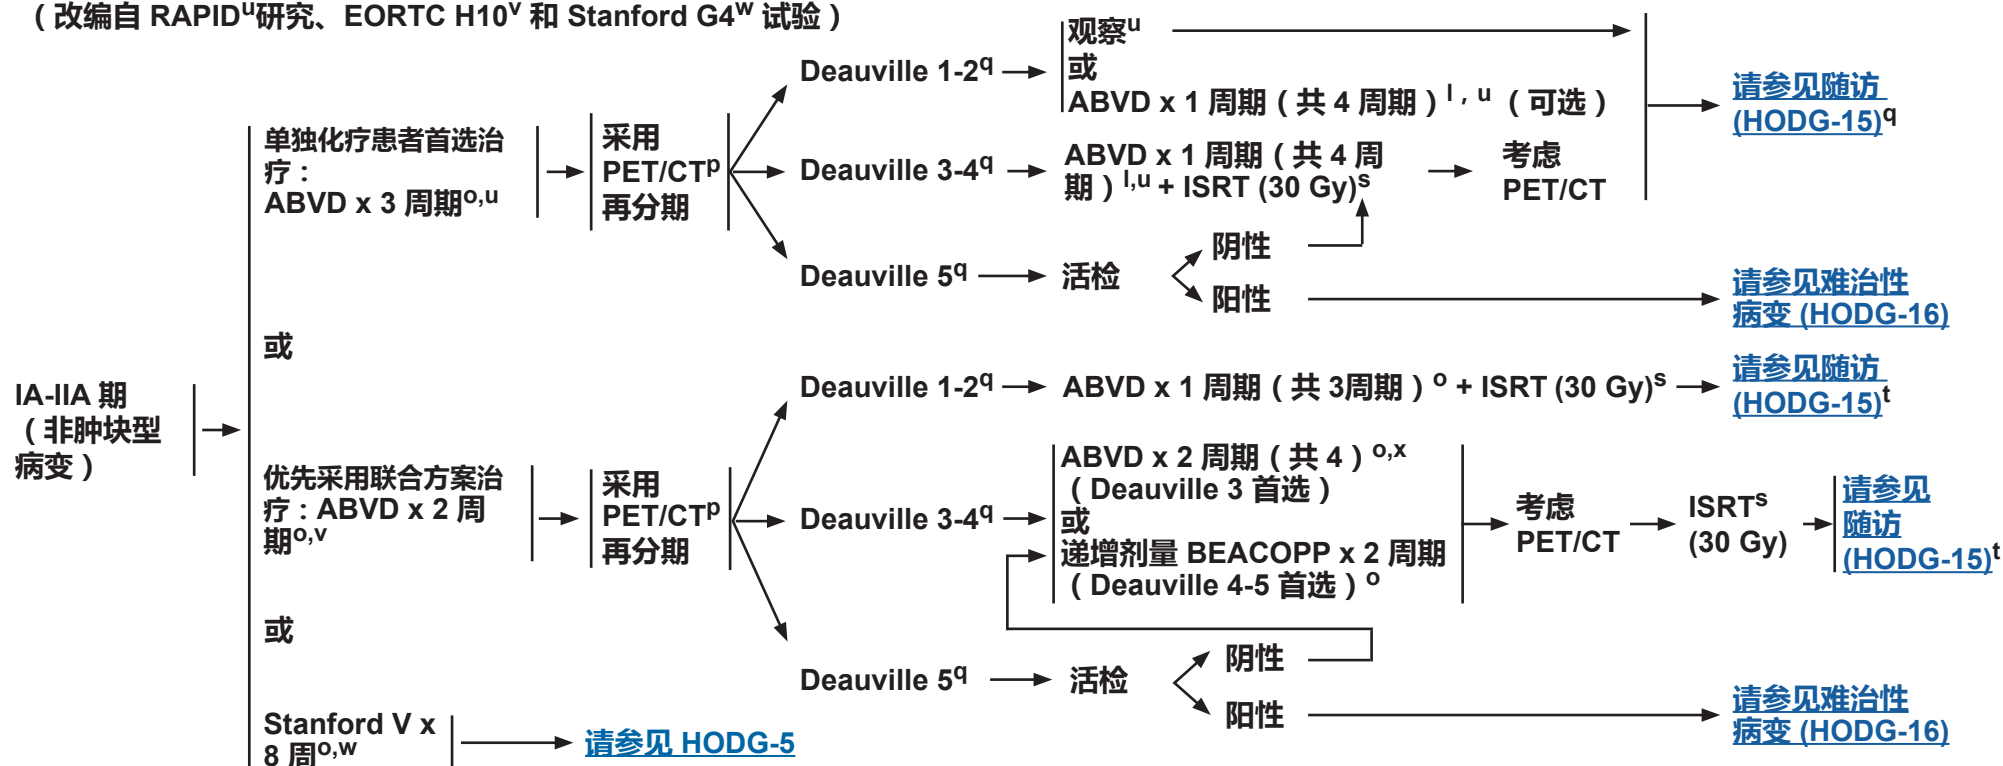 （改编自 RAPIDu研究、EORTC H10v 和 Stanford G4w 试验）
IA-IIA 期
（非肿块型
病变）
单独化疗患者首选治
疗：
ABVD x 3 周期o,u
采用
PET/CTp
再分期
Deauville 1-2q
观察u
或
ABVD x 1 周期（共 4 周期）l，u（可选）
请参见随访
(HODG-15)q
Deauville 3-4q
ABVD x 1 周期（共 4 周
期）l,u + ISRT (30 Gy)s
考虑
PET/CT
Deauville 5q
活检
阴性
阳性
请参见难治性
病变 (HODG-16)
或
优先采用联合方案治
疗：ABVD x 2 周
期o,v
采用
PET/CTp
再分期
Deauville 1-2q
ABVD x 1 周期（共 3周期）o + ISRT (30 Gy)s
请参见随访
(HODG-15)t
Deauville 3-4q
ABVD x 2 周期（共 4）o,x
（Deauville 3 首选）
或
递增剂量 BEACOPP x 2 周期
（Deauville 4-5 首选）o
考虑
PET/CT
ISRTs
(30 Gy)
请参见
随访
(HODG-15)t
Deauville 5q
活检
阴性
阳性
请参见难治性
病变 (HODG-16)
或
Stanford V x
8 周o,w
请参见 HODG-5